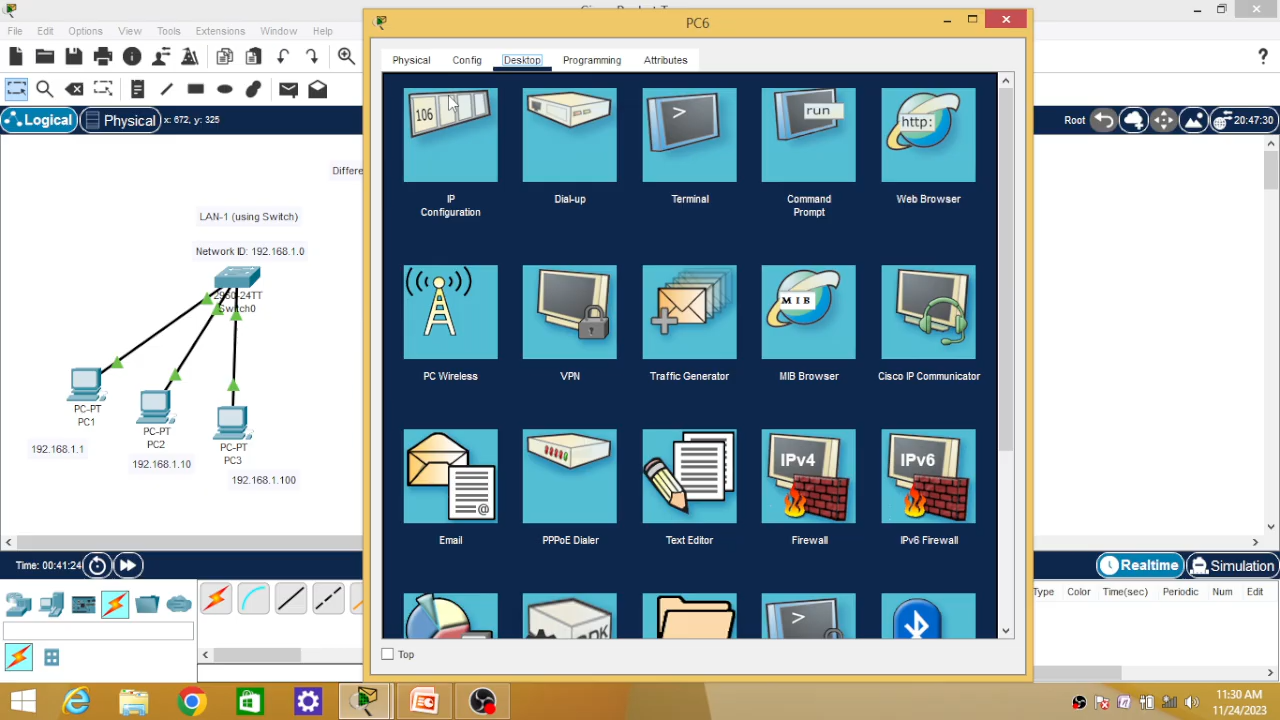 PC6
File Edit Options View Tools Extensions Window Help
Physical Config Desktop Programming Attributes
?
Logical Physical x: 672, y: 325
Root 20:47:30
106
>
run
http:
IP
Configuration
Dial-up
Terminal
Command
Prompt
Web Browser
MIB
PC Wireless
VPN
Traffic Generator
MIB Browser
Cisco IP Communicator
@
IPv4
IPv6
Email
PPPoE Dialer
Text Editor
Firewall
IPv6 Firewall
>
Top
Differe
LAN-1 (using Switch)
Network ID: 192.168.1.0
2950-24TT
Switch0
PC-PT
PC1
PC-PT
PC2
PC-PT
PC3
192.168.1.1
192.168.1.10
192.168.1.100
Time: 00:41:24
Realtime Simulation
Type Color Time(sec) Periodic Num Edit
11:30 AM
11/24/2023